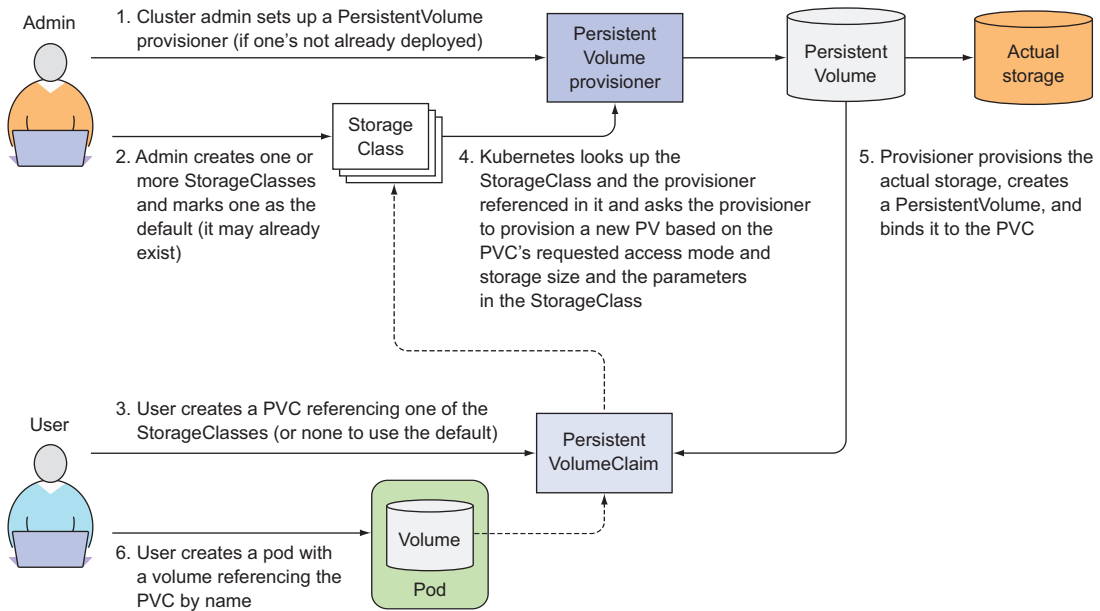 Admin
1. Cluster admin sets up a PersistentVolume
provisioner (if one's not already deployed)
Persistent
Volume
provisioner
Persistent
Volume
Actual
storage
Storage
Class
2. Admin creates one or
more StorageClasses
and marks one as the
default (it may already
exist)
4. Kubernetes looks up the
StorageClass and the provisioner
referenced in it and asks the provisioner
to provision a new PV based on the
PVC's requested access mode and
storage size and the parameters
in the StorageClass
5. Provisioner provisions the
actual storage, creates
a PersistentVolume, and
binds it to the PVC
User
3. User creates a PVC referencing one of the
StorageClasses (or none to use the default)
Persistent
VolumeClaim
6. User creates a pod with
a volume referencing the
PVC by name
Volume
Pod